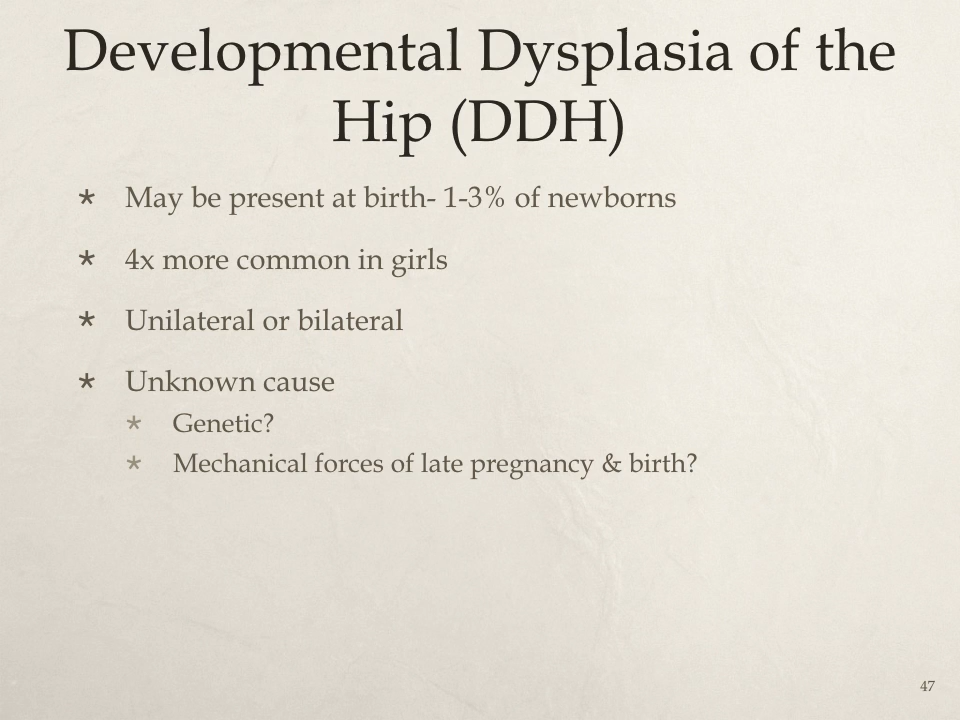 Developmental Dysplasia of the
Hip (DDH)
* May be present at birth- 1-3% of newborns
* 4x more common in girls
* Unilateral or bilateral
* Unknown cause
* Genetic?
* Mechanical forces of late pregnancy & birth?
47